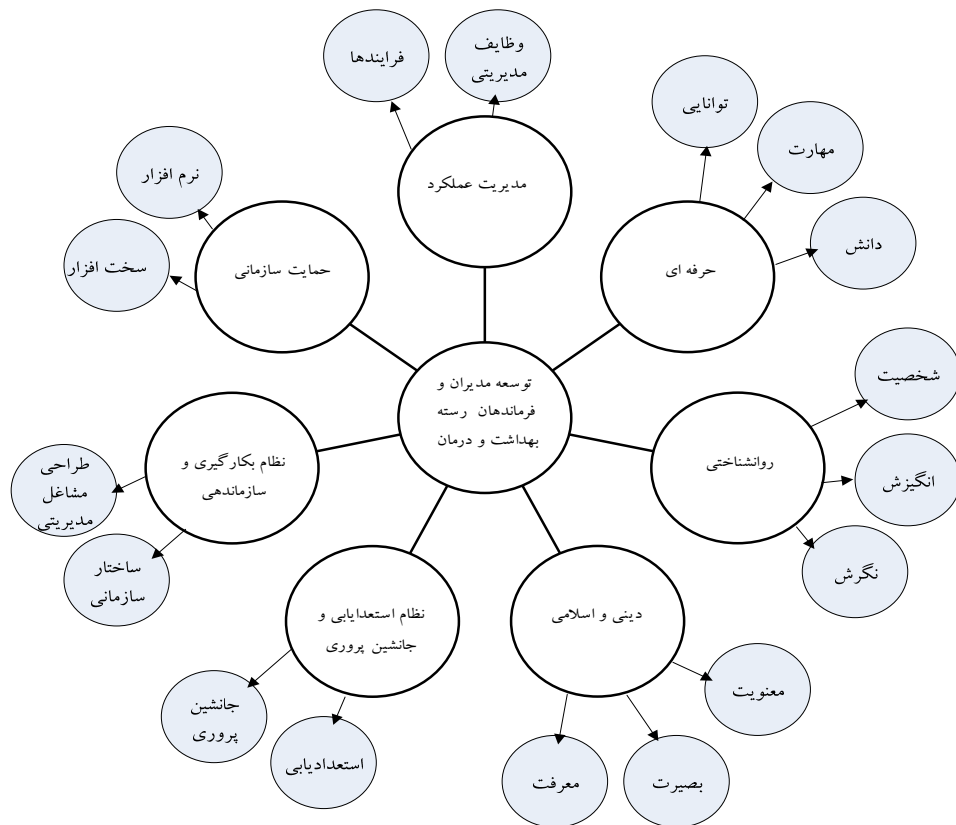 وظایف
مدیریتی
فرایندها
توانایی
مهارت
دانش
مدیریت عملکرد
نرم افزار
سخت افزار
حمایت سازمانی
حرفه ای
توسعه مدیران و
فرماندهان رسته
بهداشت و درمان
شخصیت
انگیزش
نگرش
روانشناختی
نظام بکارگیری و
سازماندهی
طراحی
مشاغل
مدیریتی
ساختار
سازمانی
نظام استعدایابی و
جانشین پروری
دینی و اسلامی
معنویت
بصیرت
معرفت
جانشین
پروری
استعدادیابی